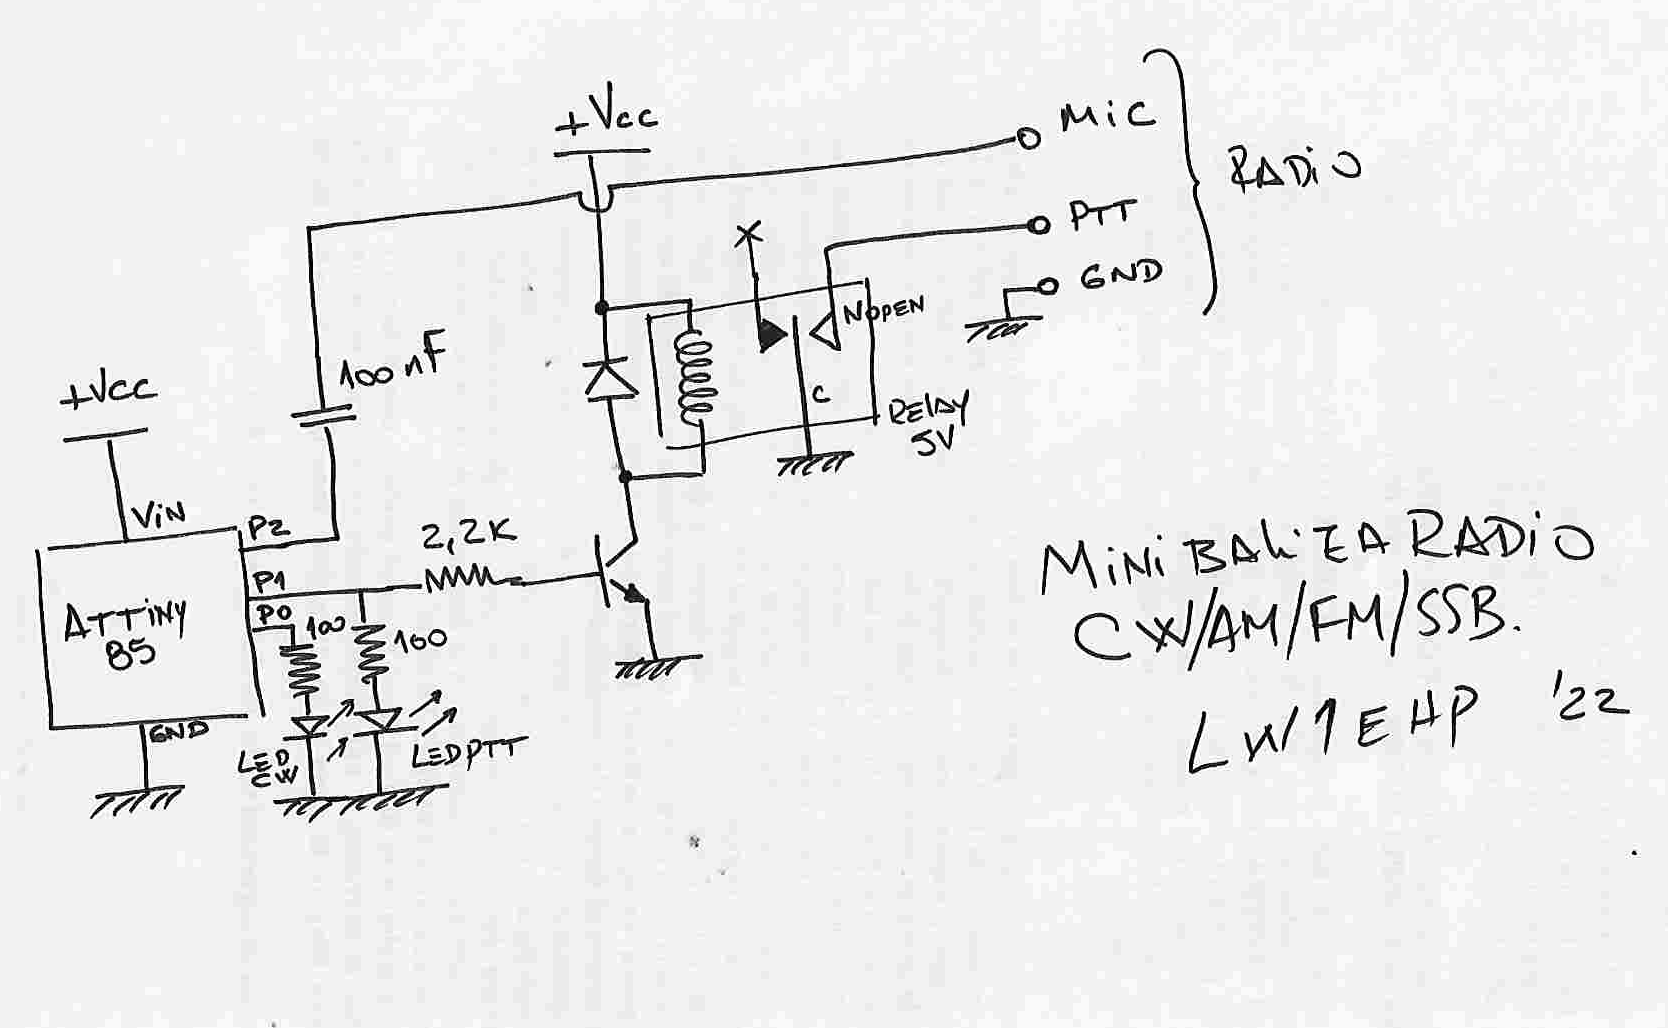 +Vcc
MiC
PTT
GND
RADiO
NOPEN
C
RELAY
5V
100nF
+Vcc
ViN
P2
P1
P0
ATTiNY
85
GND
2,2K
100
100
LED
CW
LED PTT
MiNi BALiZA RADiO
CW/AM/FM/SSB.
LW1EHP '22